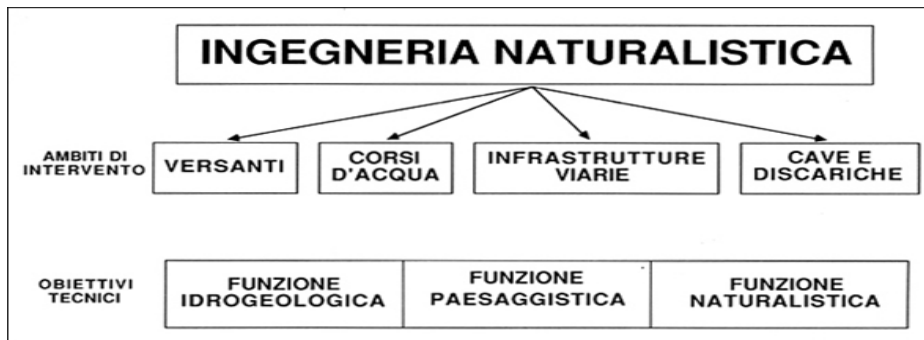 INGEGNERIA NATURALISTICA
AMBITI DI
INTERVENTO
VERSANTI
CORSI
D'ACQUA
INFRASTRUTTURE
VIARIE
CAVE E
DISCARICHE
OBIETTIVI
TECNICI
FUNZIONE
IDROGEOLOGICA
FUNZIONE
PAESAGGISTICA
FUNZIONE
NATURALISTICA